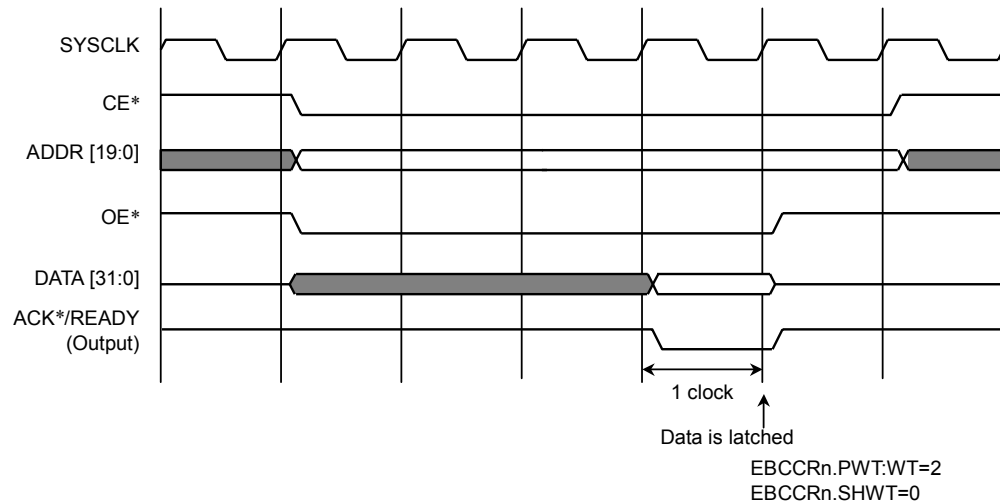 SYSCLK
CE*
ADDR [19:0]
OE*
DATA [31:0]
ACK*/READY
(Output)
1 clock
Data is latched
EBCCRn.PWT:WT=2
EBCCRn.SHWT=0